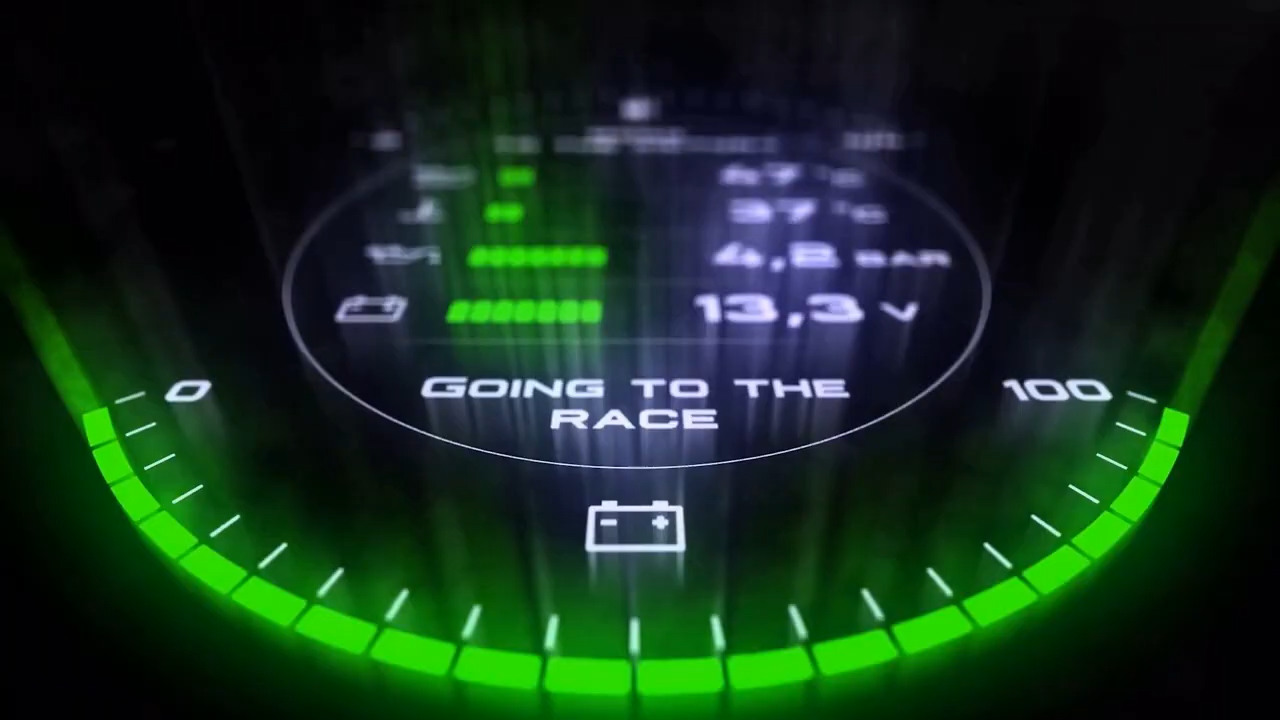 37 °C
4,2 BAR
13,3 V
0
GOING TO THE
RACE
100